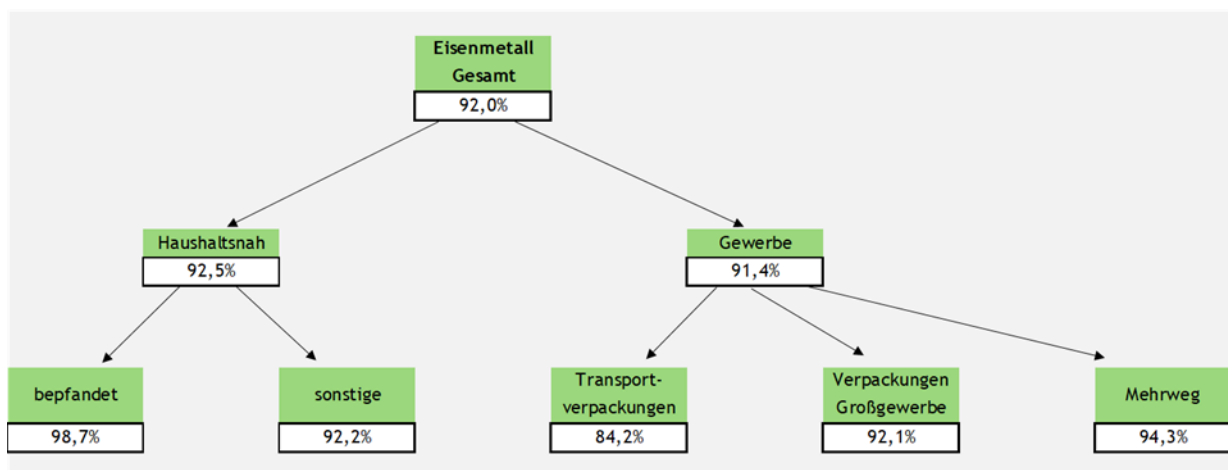 Eisenmetall
Gesamt
92,0%
Haushaltsnah
92,5%
Gewerbe
91,4%
bepfandet
98,7%
sonstige
92,2%
Transport-
verpackungen
84,2%
Verpackungen
Großgewerbe
92,1%
Mehrweg
94,3%